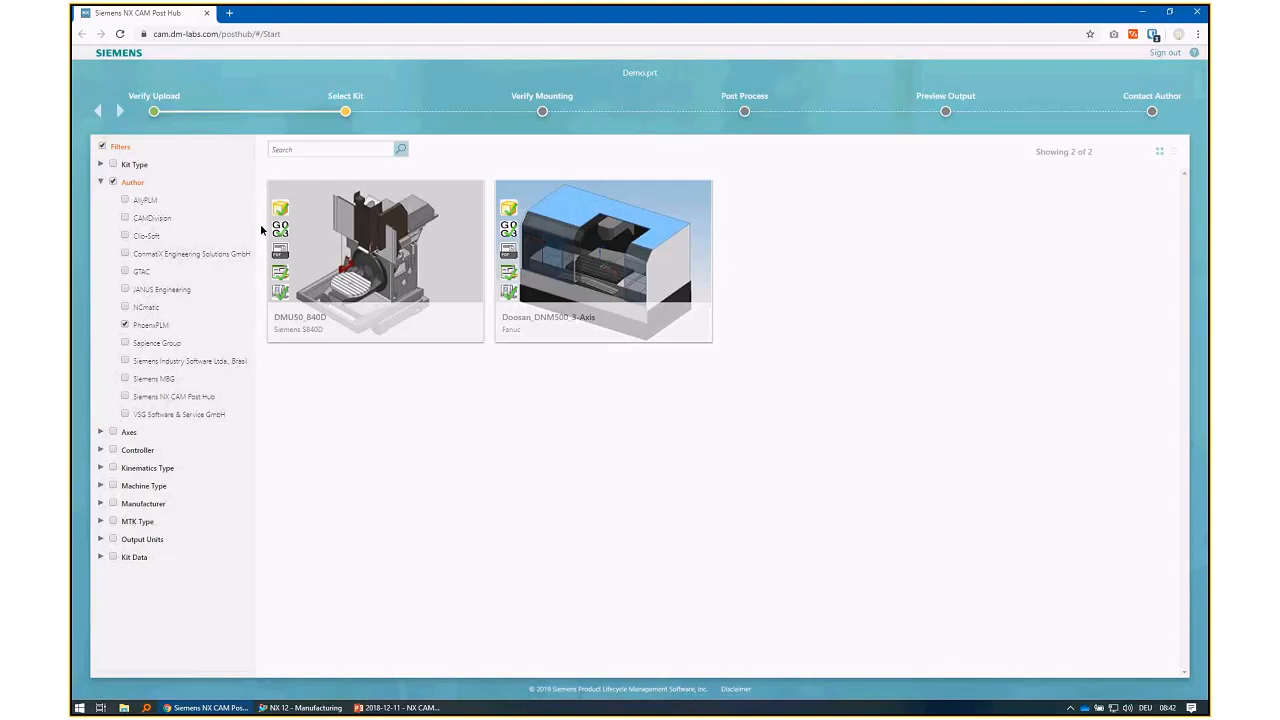 Siemens NX CAM Post Hub
cam.dm-labs.com/posthub/#/Start
SIEMENS
Sign out
Demo.prt
Verify Upload
Select Kit
Verify Mounting
Post Process
Preview Output
Contact Author
Filters
Kit Type
Author
AllyPLM
CAMDivision
Clio-Soft
ConmatiX Engineering Solutions GmbH
GTAC
JANUS Engineering
NCmatic
PhoenxPLM
Sapience Group
Siemens Industry Software Ltda., Brasil
Siemens MBG
Siemens NX CAM Post Hub
VSG Software & Service GmbH
Axes
Controller
Kinematics Type
Machine Type
Manufacturer
MTK Type
Output Units
Kit Data
Search
Showing 2 of 2
DMU50_840D
Siemens S840D
Doosan_DNM500_3-Axis
Fanuc
© 2019 Siemens Product Lifecycle Management Software, Inc.
Disclaimer
Siemens NX CAM Pos...
NX 12 - Manufacturing
2018-12-11 - NX CAM...
DEU
08:42